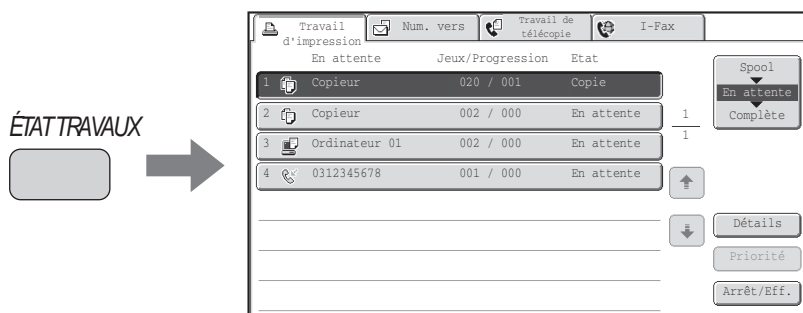 ÉTAT TRAVAUX
Travail d'impression
Num. vers
Travail de télécopie
I-Fax
En attente Jeux/Progression Etat
1 Copieur 020 / 001 Copie
2 Copieur 002 / 000 En attente
3 Ordinateur 01 002 / 000 En attente
4 0312345678 001 / 000 En attente
1
1
Spool
En attente
Complète
Détails
Priorité
Arrêt/Eff.